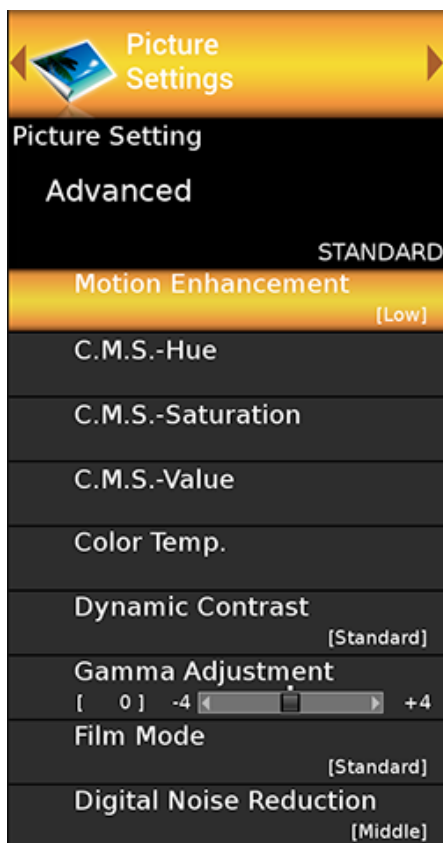 Picture
Settings
Picture Setting
Advanced
STANDARD
Motion Enhancement
[Low]
C.M.S.-Hue
C.M.S.-Saturation
C.M.S.-Value
Color Temp.
Dynamic Contrast
[Standard]
Gamma Adjustment
[ 0 ] -4 +4
Film Mode
[Standard]
Digital Noise Reduction
[Middle]